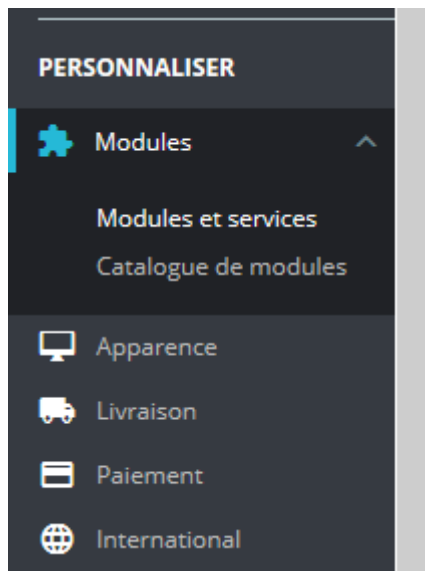 PERSONNALISER
Modules
Modules et services
Catalogue de modules
Apparence
Livraison
Paiement
International